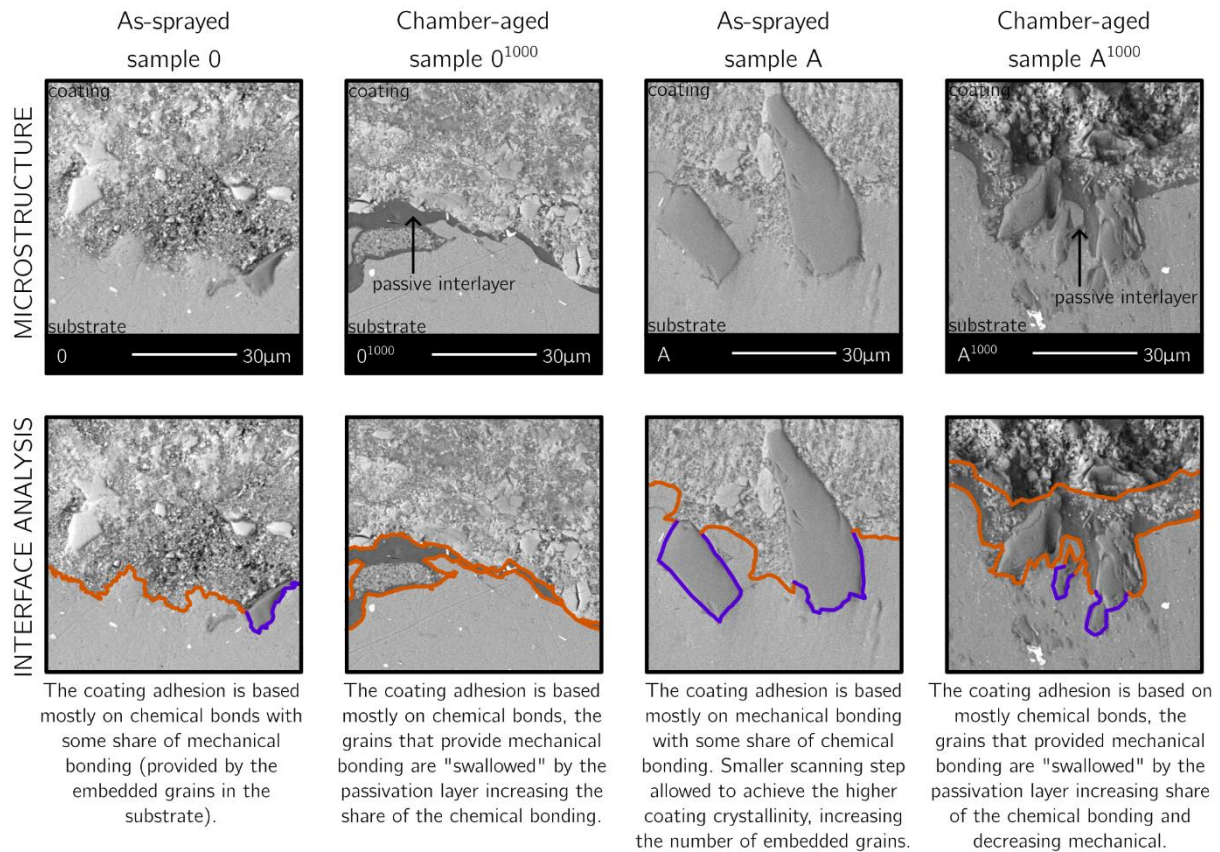 As-sprayed
sample 0
Chamber-aged
sample 0¹⁰⁰⁰
As-sprayed
sample A
Chamber-aged
sample A¹⁰⁰⁰
MICROSTRUCTURE
coating
substrate
0
30μm
passive interlayer
0¹⁰⁰⁰
30μm
coating
substrate
A
30μm
coating
passive interlayer
substrate
A¹⁰⁰⁰
30μm
INTERFACE ANALYSIS
The coating adhesion is based
mostly on chemical bonds with
some share of mechanical
bonding (provided by the
embedded grains in the
substrate).
The coating adhesion is based
mostly on chemical bonds, the
grains that provide mechanical
bonding are "swallowed" by the
passivation layer increasing the
share of the chemical bonding.
The coating adhesion is based
mostly on mechanical bonding
with some share of chemical
bonding. Smaller scanning step
allowed to achieve the higher
coating crystallinity, increasing
the number of embedded grains.
The coating adhesion is based on
mostly chemical bonds, the
grains that provided mechanical
bonding are "swallowed" by the
passivation layer increasing share
of the chemical bonding and
decreasing mechanical.